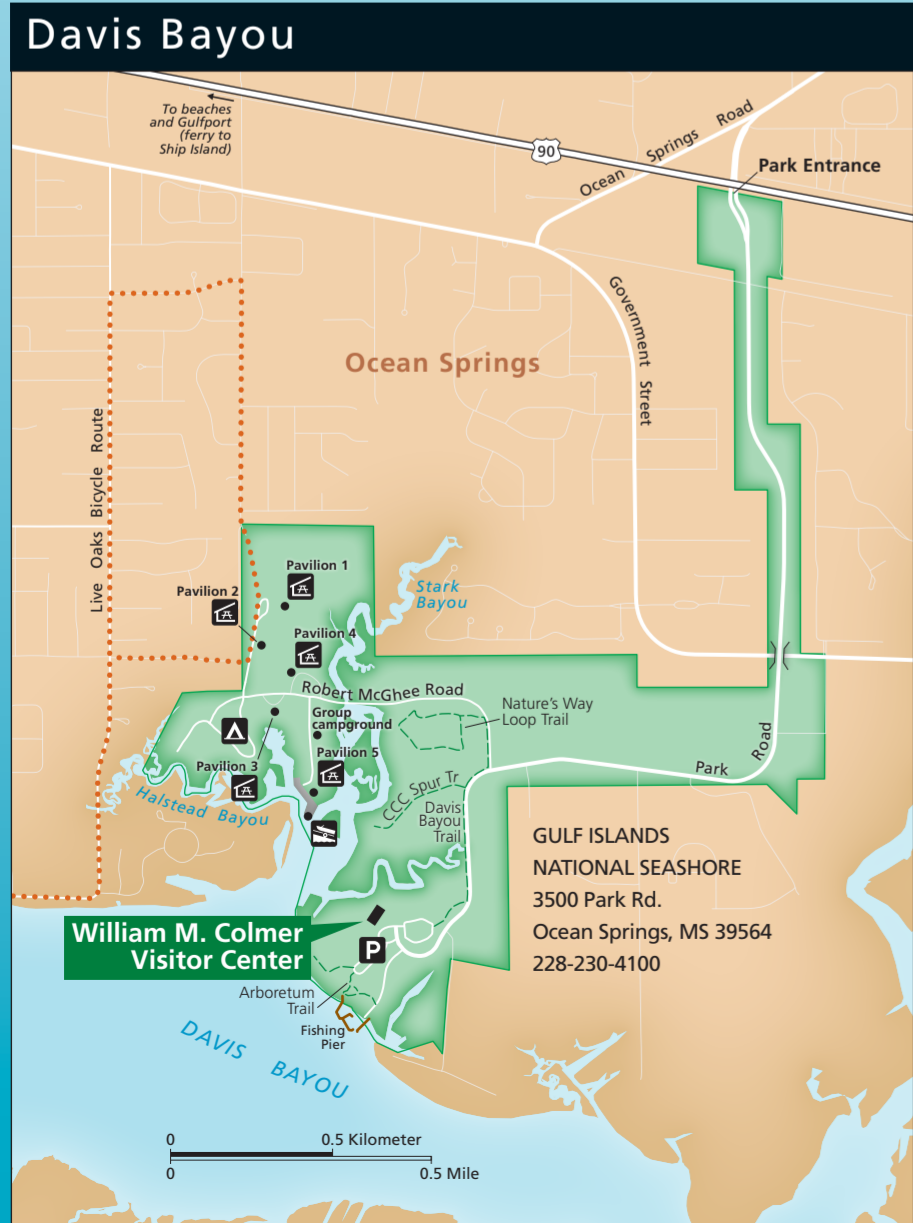 Davis Bayou
To beaches
and Gulfport
(ferry to
Ship Island)
90
Ocean Springs Road
Park Entrance
Government Street
Ocean Springs
Live Oaks Bicycle Route
Pavilion 1
Pavilion 2
Stark
Bayou
Pavilion 4
Robert McGhee Road
Nature's Way
Loop Trail
Group
campground
Pavilion 5
Pavilion 3
Park Road
Halstead Bayou
CCC Spur Tr
Davis
Bayou
Trail
GULF ISLANDS
NATIONAL SEASHORE
3500 Park Rd.
Ocean Springs, MS 39564
228-230-4100
William M. Colmer
Visitor Center
P
Arboretum
Trail
Fishing
Pier
DAVIS BAYOU
0 0.5 Kilometer
0 0.5 Mile